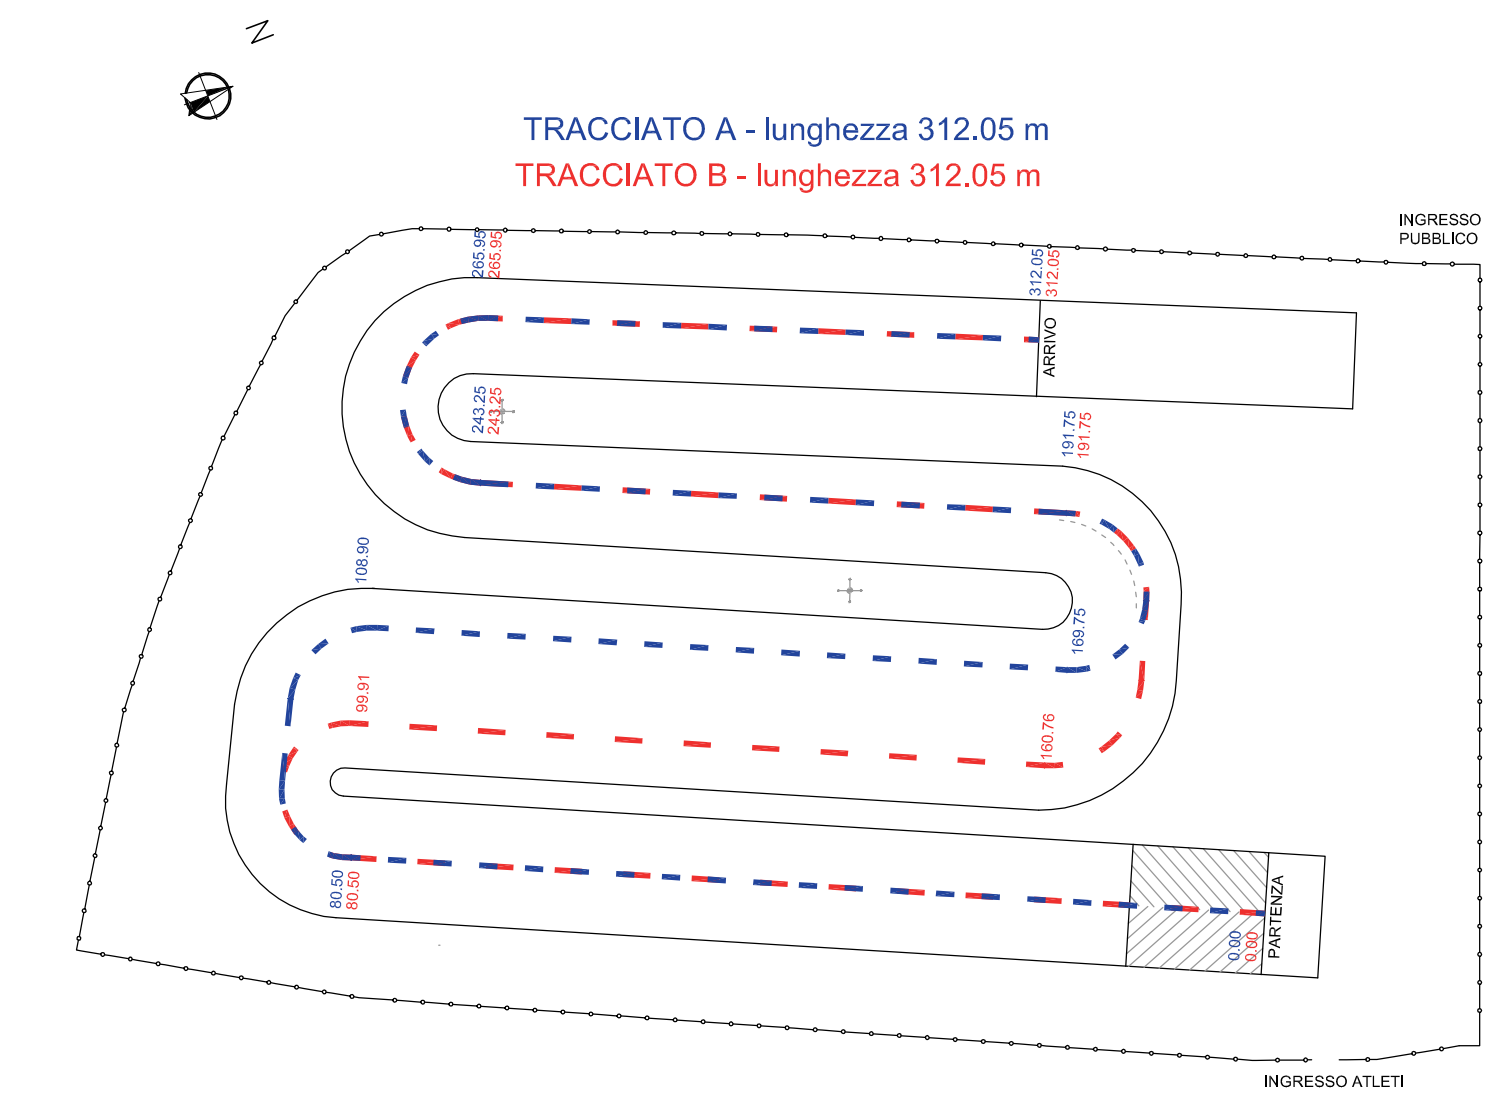 N
TRACCIATO A - lunghezza 312.05 m
TRACCIATO B - lunghezza 312.05 m
INGRESSO
PUBBLICO
265.95
265.95
312.05
312.05
ARRIVO
243.25
243.25
191.75
191.75
108.90
169.75
99.91
160.76
80.50
80.50
0.00
0.00
PARTENZA
INGRESSO ATLETI